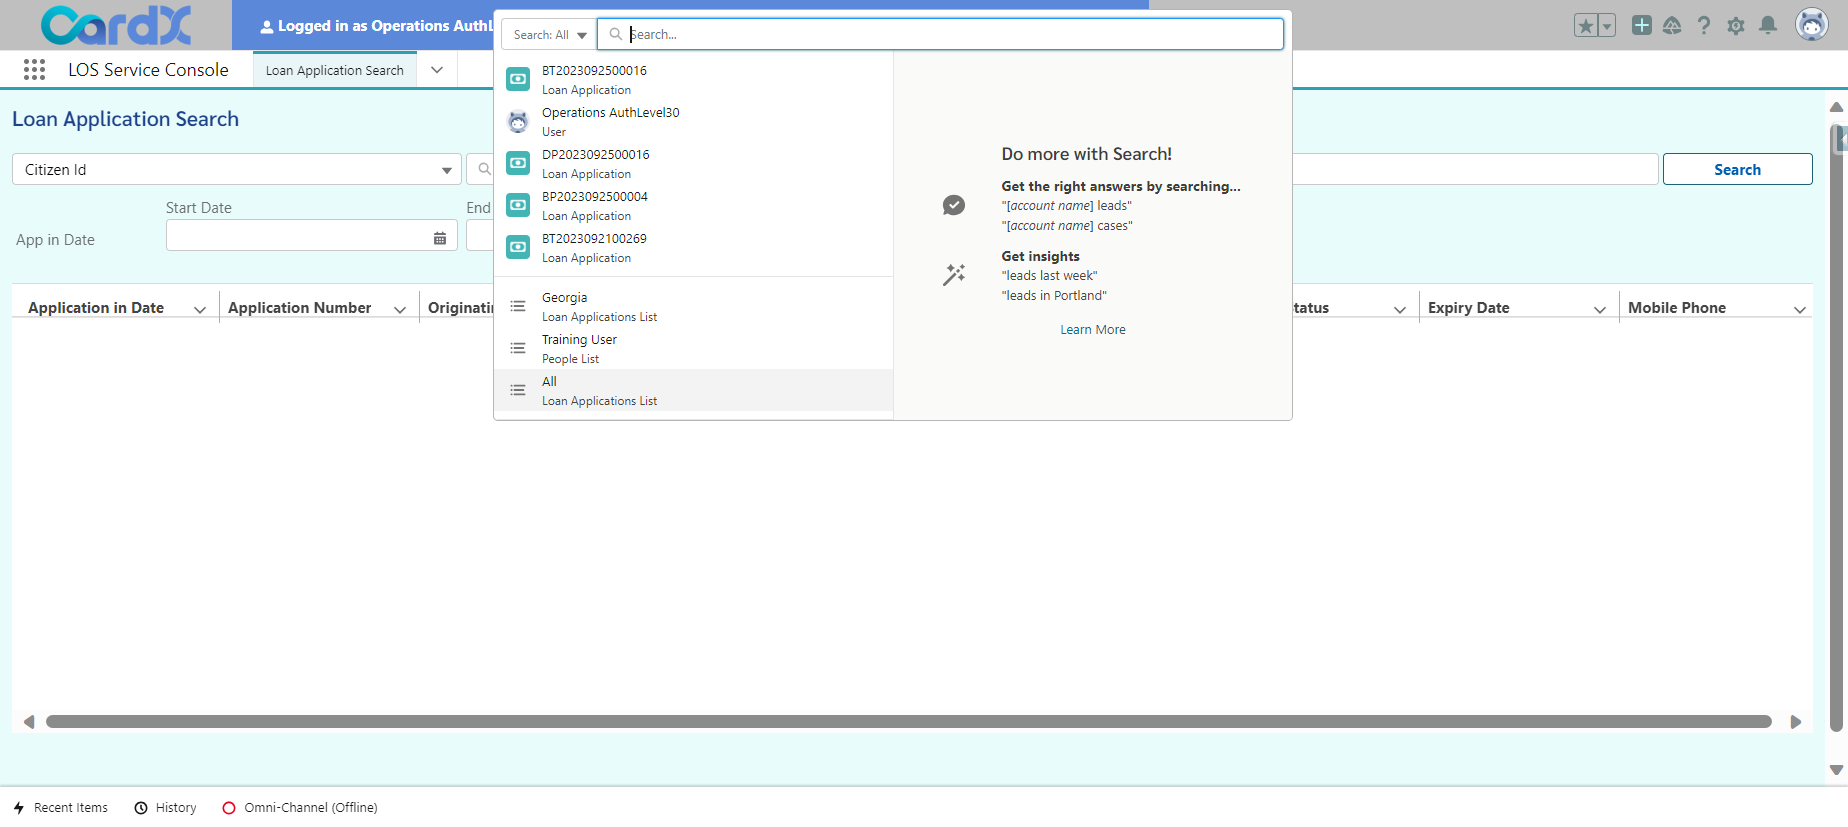 CardX
Logged in as Operations AuthL
Search: All
Search...
LOS Service Console
Loan Application Search
BT2023092500016
Loan Application
Operations AuthLevel30
User
DP2023092500016
Loan Application
BP2023092500004
Loan Application
BT2023092100269
Loan Application
Georgia
Loan Applications List
Training User
People List
All
Loan Applications List
Do more with Search!
Get the right answers by searching...
"[account name] leads"
"[account name] cases"
Get insights
"leads last week"
"leads in Portland"
Learn More
Loan Application Search
Citizen Id
Search
Start Date
End
App in Date
Application in Date
Application Number
Originatin
tatus
Expiry Date
Mobile Phone
Recent Items
History
Omni-Channel (Offline)